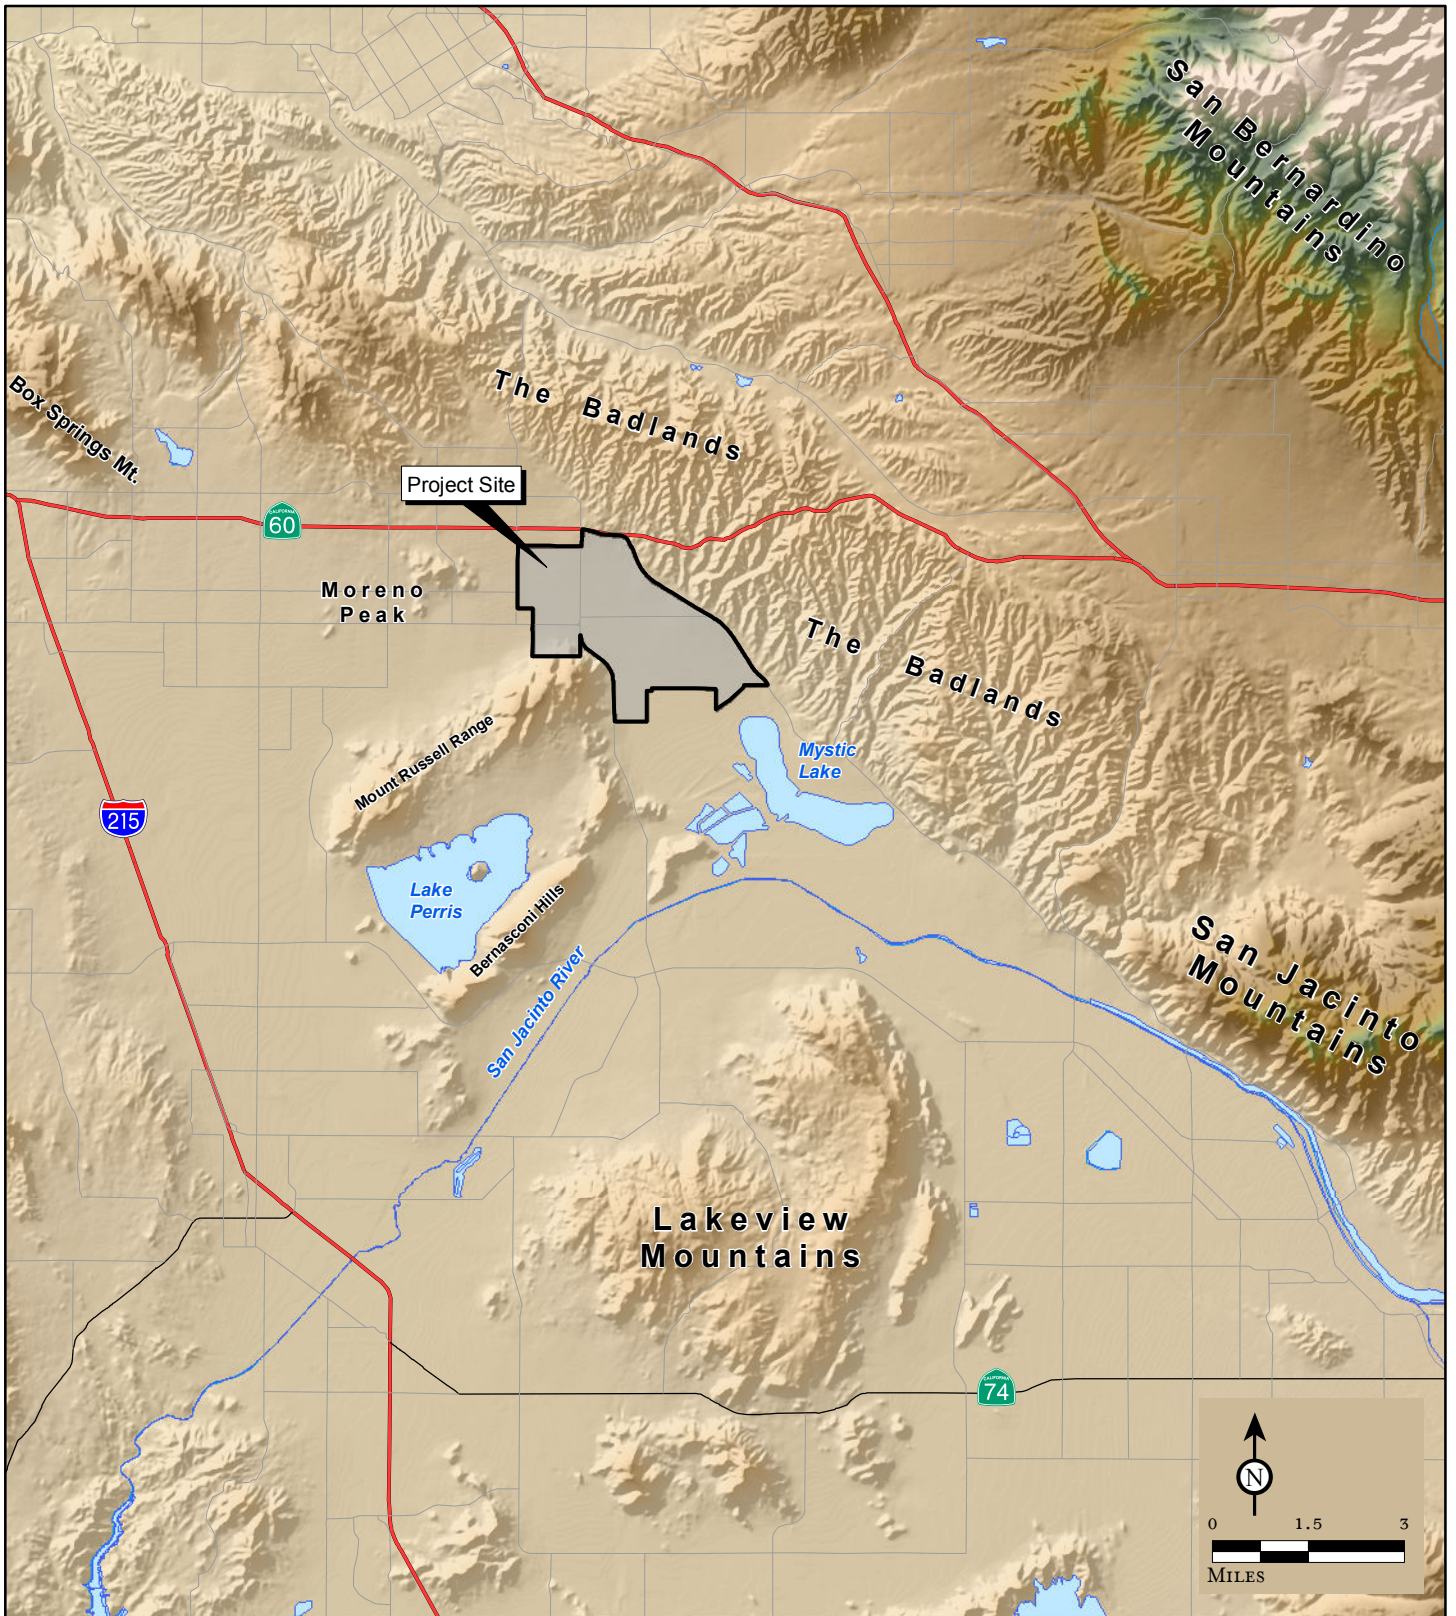 San Bernardino
Mountains
The Badlands
Box Springs Mt.
Project Site
CALIFORNIA
60
Moreno
Peak
The Badlands
Mount Russell Range
Mystic
Lake
215
Lake
Perris
Bernasconi Hills
San Jacinto River
San Jacinto
Mountains
Lakeview
Mountains
CALIFORNIA
74
N
0 1.5 3
MILES